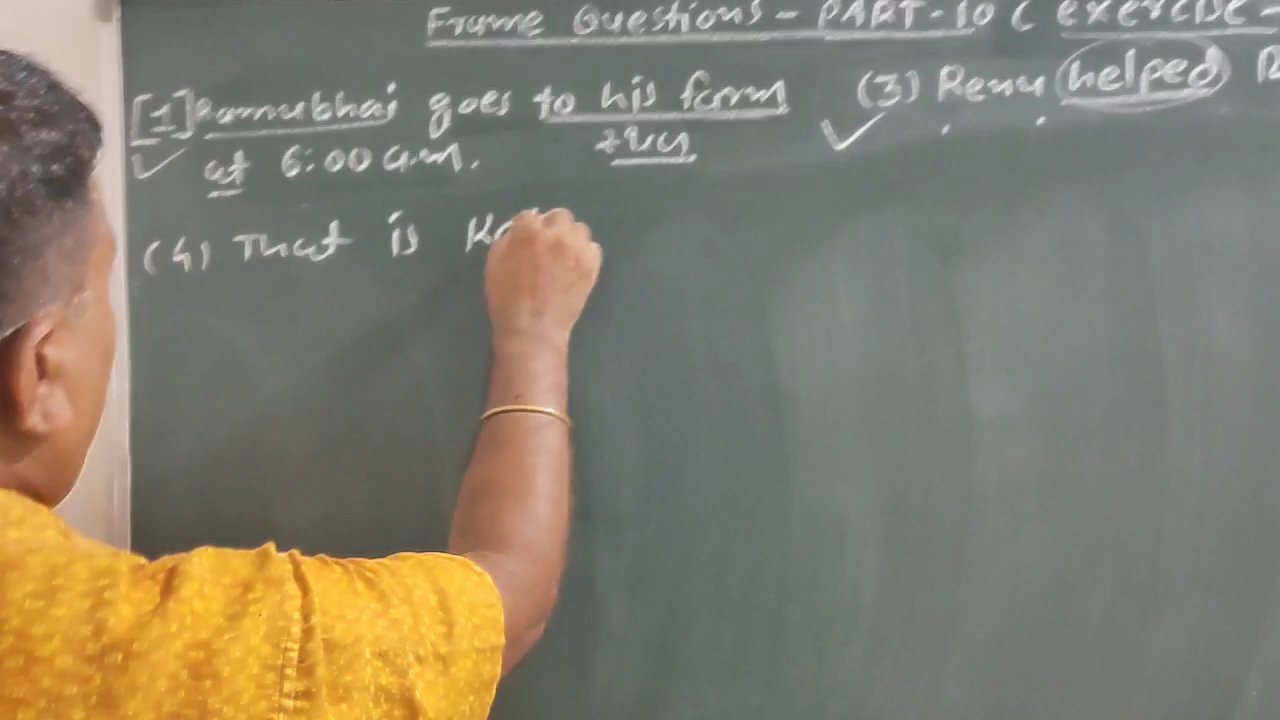 Frame Questions - PART-10 ( exercise -
[1] Ramubhai goes to his farm
at 6:00 a.m.
(3) Renu helped
(4) That is